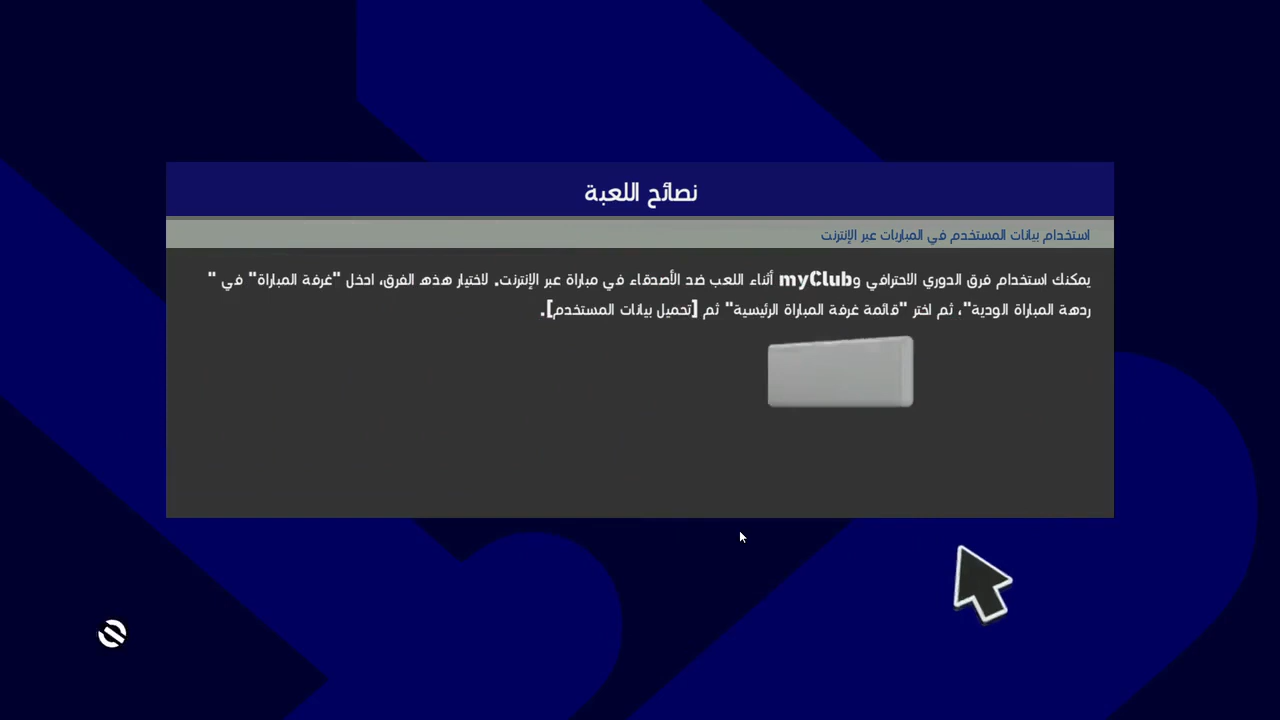 نصائح اللعبة
استخدام بيانات المستخدم في المباريات عبر الإنترنت
يمكنك استخدام فرق الدوري الاحترافي وmyClub أثناء اللعب ضد الأصدقاء في مباراة عبر الإنترنت. لاختيار هذه الفرق، ادخل "غرفة المباراة" في "
ردهة المباراة الودية"، ثم اختر "قائمة غرفة المباراة الرئيسية" ثم [تحميل بيانات المستخدم].